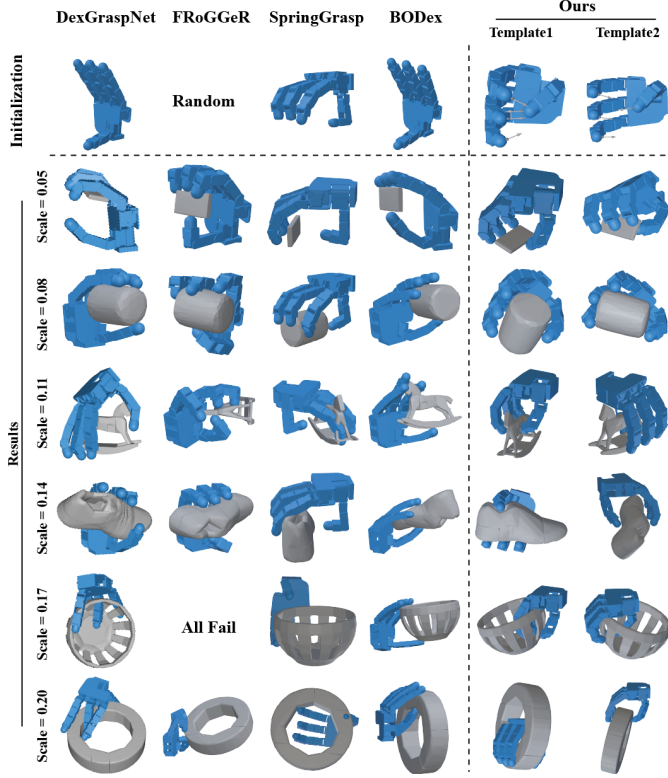 DexGraspNet FRoGGeR SpringGrasp BODex Ours
Template1 Template2
Initialization
Random
Results
Scale = 0.05
Scale = 0.08
Scale = 0.11
Scale = 0.14
Scale = 0.17
All Fail
Scale = 0.20